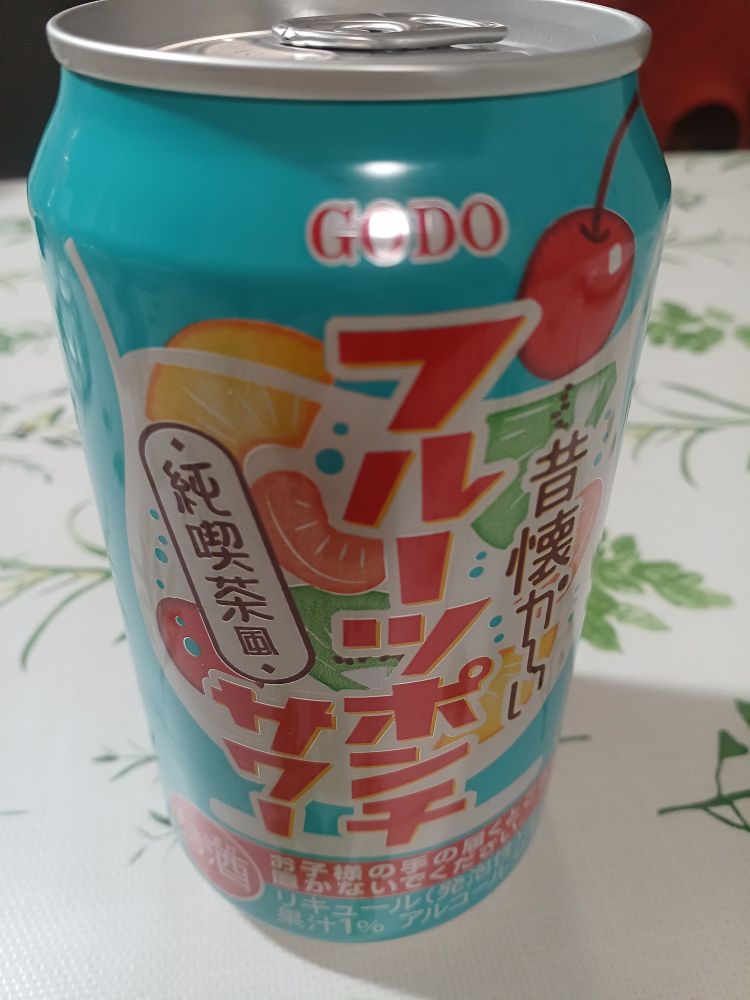 GODO
昔懐かしい
フルーツポンチ
サワー
純喫茶風
お酒
お子様の手の届くところに
置かないでください
リキュール(発泡性
果汁1% アルコール